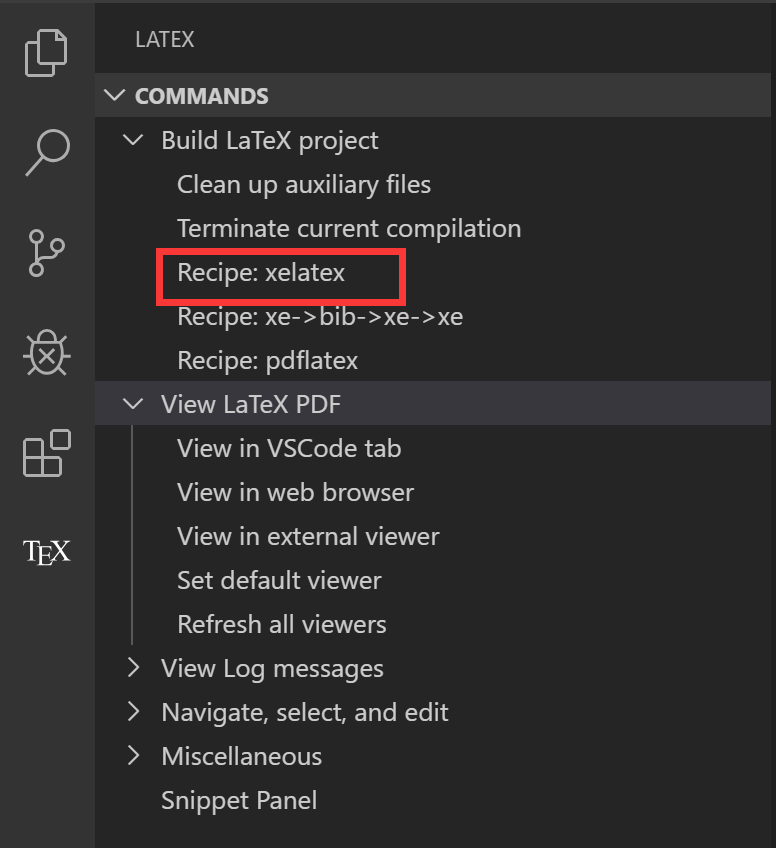 LATEX
COMMANDS
Build LaTeX project
Clean up auxiliary files
Terminate current compilation
Recipe: xelatex
Recipe: xe->bib->xe->xe
Recipe: pdflatex
View LaTeX PDF
View in VSCode tab
View in web browser
View in external viewer
Set default viewer
Refresh all viewers
TEX
View Log messages
Navigate, select, and edit
Miscellaneous
Snippet Panel